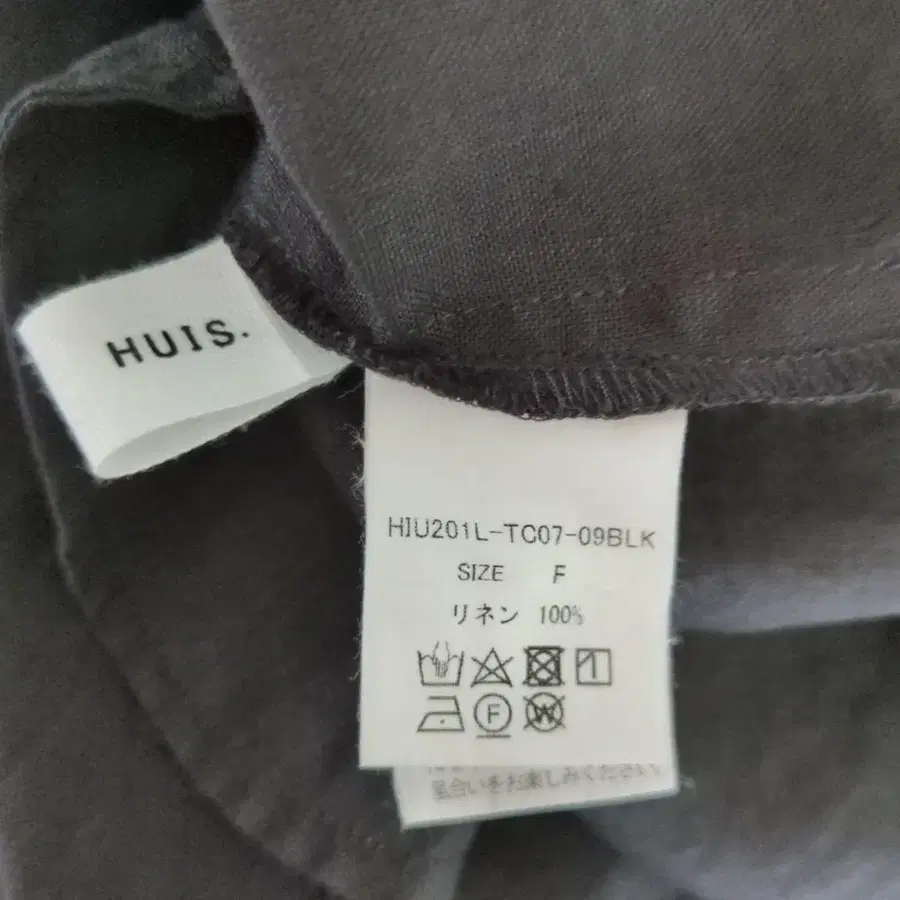 HUIS.
HIU201L-TC07-09BLK
SIZE F
リネン 100%
F
W
風合いをお楽しみください。